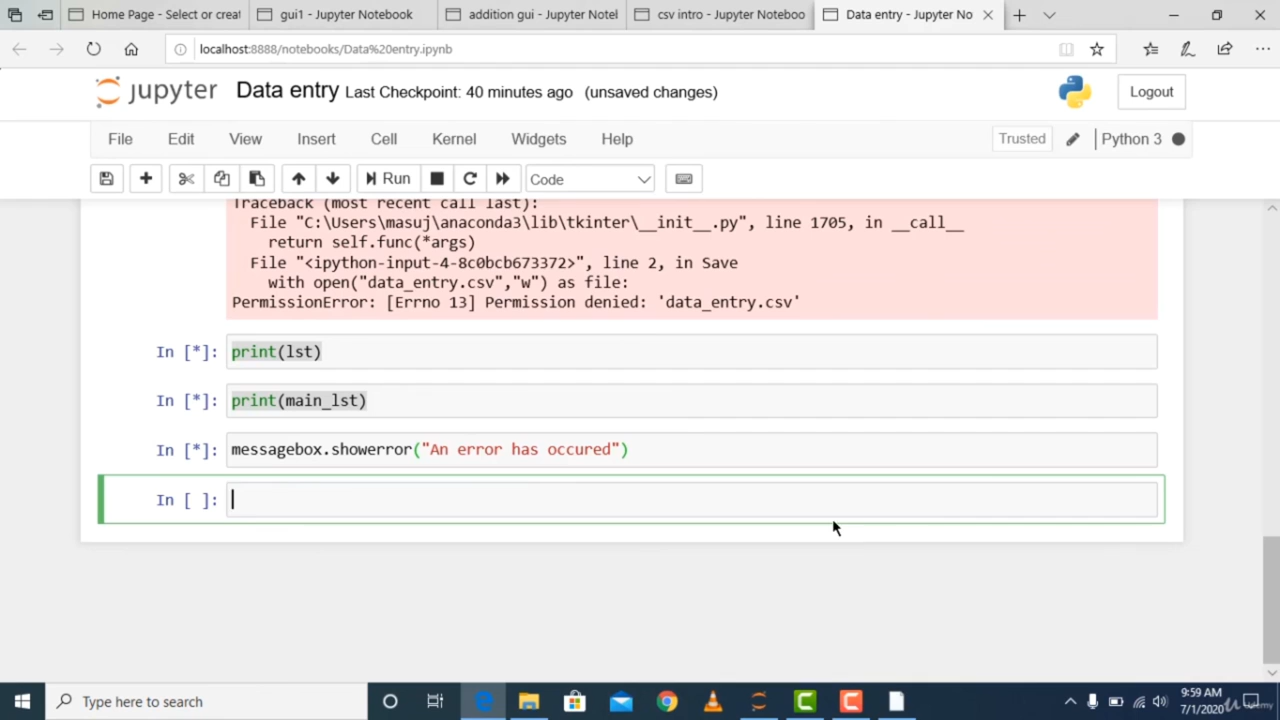 Home Page - Select or creat
gui1 - Jupyter Notebook
addition gui - Jupyter Notel
csv intro - Jupyter Noteboo
Data entry - Jupyter No
localhost:8888/notebooks/Data%20entry.ipynb
jupyter Data entry Last Checkpoint: 40 minutes ago (unsaved changes)
Logout
File Edit View Insert Cell Kernel Widgets Help
Trusted
Python 3
Run
Code
Traceback (most recent call last):
File "C:\Users\masuj\anaconda3\lib\tkinter\__init__.py", line 1705, in __call__
return self.func(*args)
File "<ipython-input-4-8c0bcb673372>", line 2, in Save
with open("data_entry.csv","w") as file:
PermissionError: [Errno 13] Permission denied: 'data_entry.csv'
In [*]: print(lst)
In [*]: print(main_lst)
In [*]: messagebox.showerror("An error has occured")
In [ ]:
Type here to search
9:59 AM
7/1/2020
Udemy